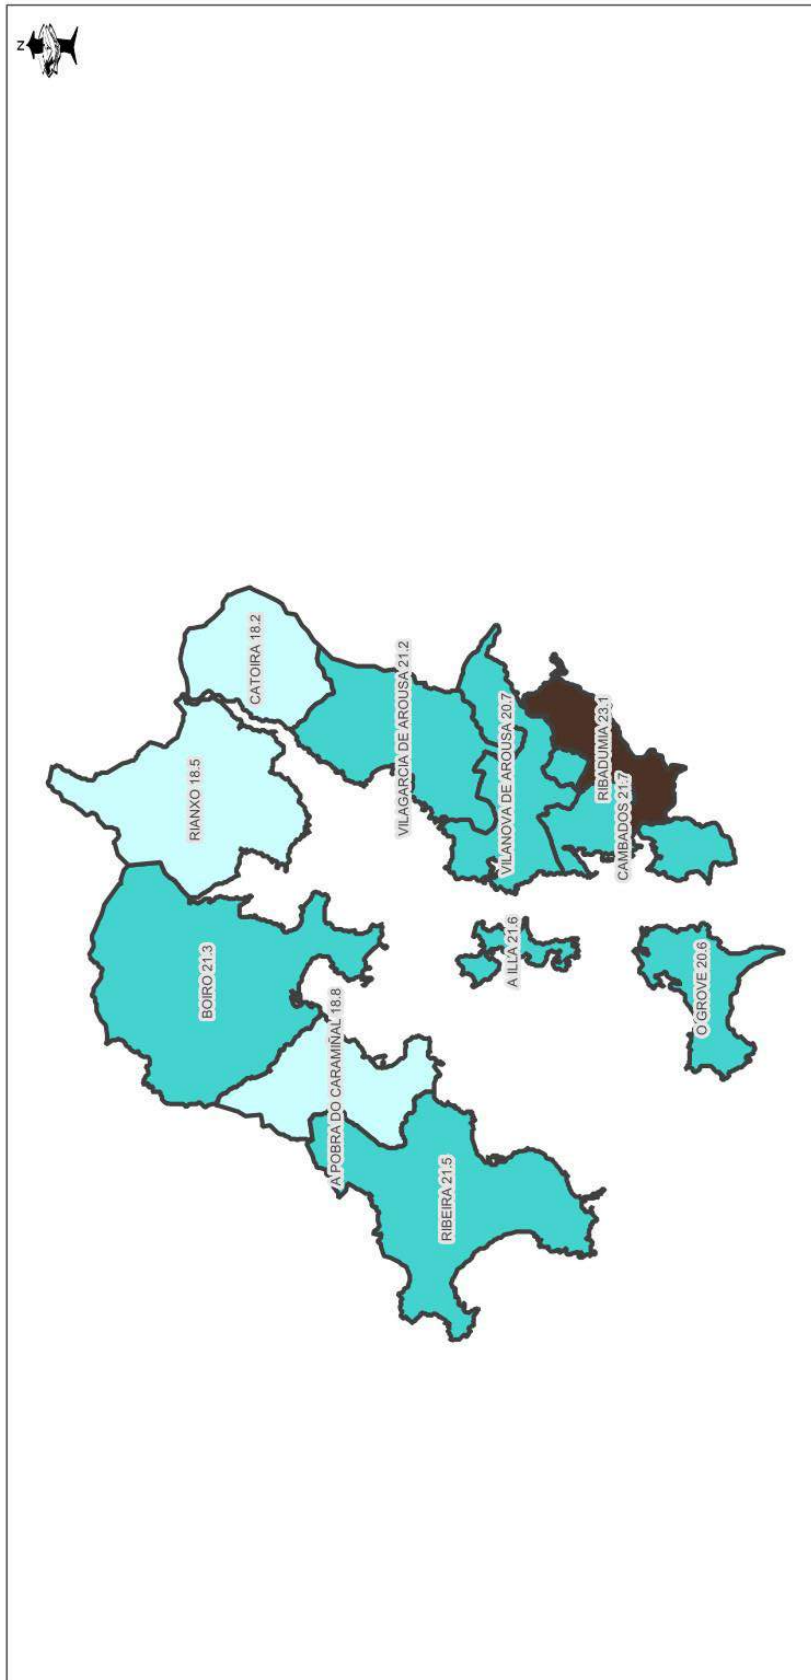 N
RIANXO 18.5
CATOIRA 18.2
BOIRO 21.3
A POBRA DO CARAMIÑAL 18.8
VILAGARCIA DE AROUSA 21.2
RIBEIRA 21.5
VILANOVA DE AROUSA 20.7
A ILLA 21.6
RIBADUMIA 23.1
CAMBADOS 21.7
O GROVE 20.6